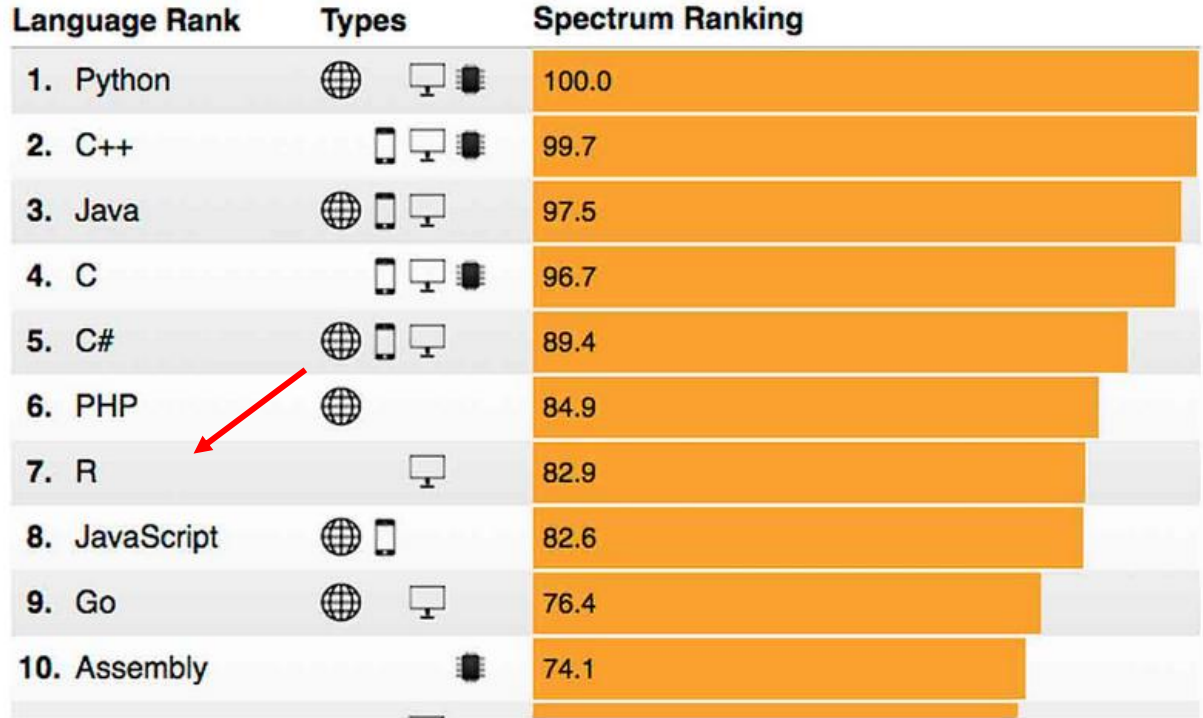 Language Rank Types Spectrum Ranking
1. Python 100.0
2. C++ 99.7
3. Java 97.5
4. C 96.7
5. C# 89.4
6. PHP 84.9
7. R 82.9
8. JavaScript 82.6
9. Go 76.4
10. Assembly 74.1